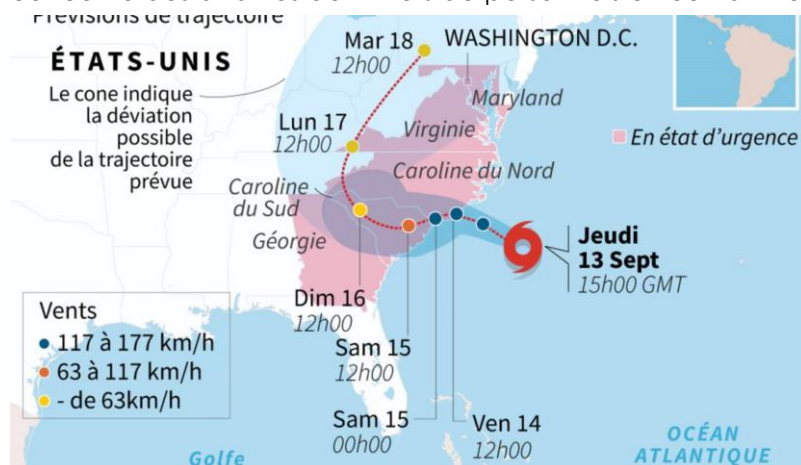 Prévisions de trajectoire
ÉTATS-UNIS
Le cone indique
la déviation
possible
de la trajectoire
prévue
Mar 18
12h00
WASHINGTON D.C.
Maryland
Virginie
Lun 17
12h00
En état d'urgence
Caroline du Nord
Caroline
du Sud
Géorgie
Jeudi
13 Sept
15h00 GMT
Dim 16
12h00
Vents
117 à 177 km/h
63 à 117 km/h
- de 63km/h
Sam 15
12h00
Sam 15
00h00
Ven 14
12h00
Golfe
OCÉAN
ATLANTIQUE